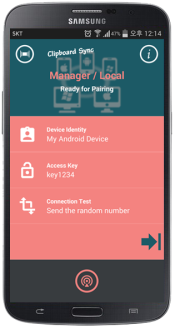 SAMSUNG
SKT 47% 오후 12:14
Clipboard Sync
Manager / Local
Ready for Pairing
Device Identity
My Android Device
Access Key
key1234
Connection Test
Send the random number